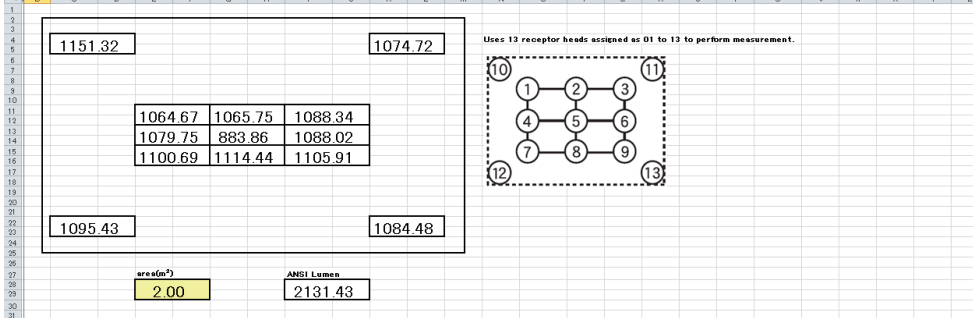 1151.32 1074.72
Uses 13 receptor heads assigned as 01 to 13 to perform measurement.
10 11
1 2 3
1064.67 1065.75 1088.34
4 5 6
1079.75 883.86 1088.02
7 8 9
1100.69 1114.44 1105.91
12 13
1095.43 1084.48
area(m²) ANSI Lumen
2.00 2131.43